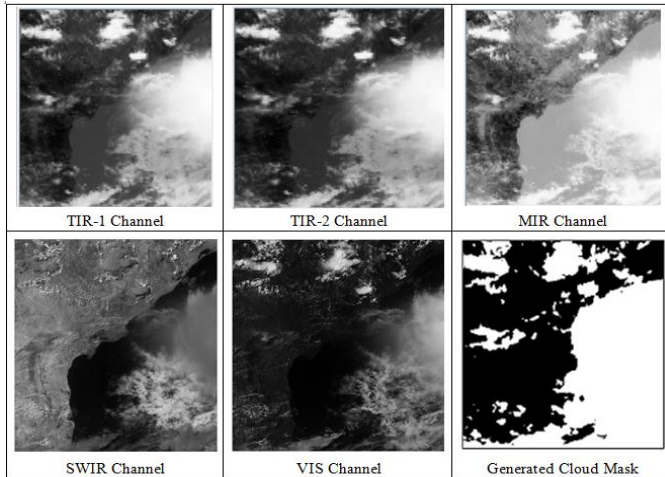 TIR-1 Channel
TIR-2 Channel
MIR Channel
SWIR Channel
VIS Channel
Generated Cloud Mask